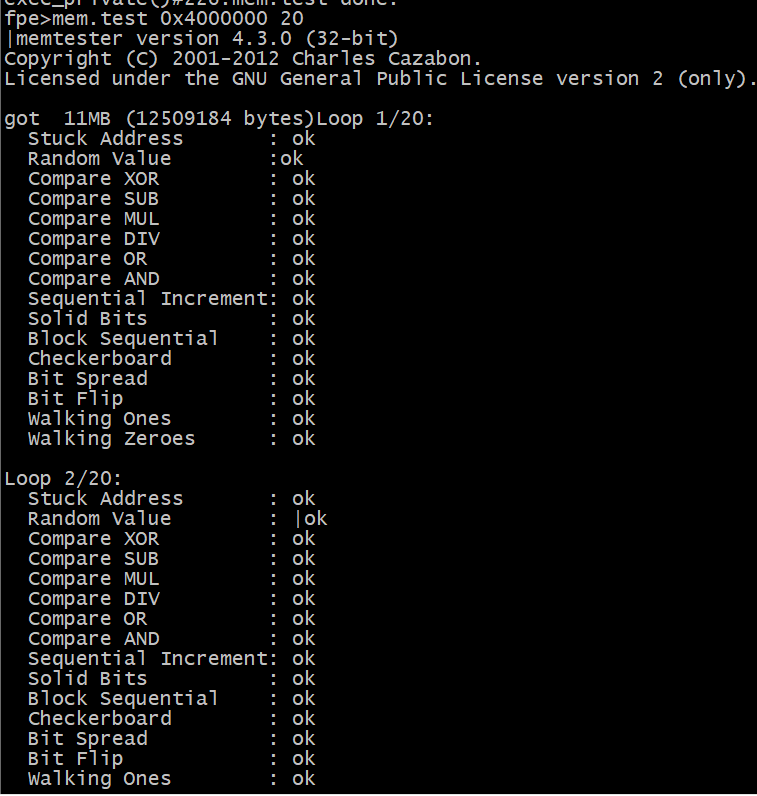 exec_private()#226:mem.test done.
fpe>mem.test 0x4000000 20
|memtester version 4.3.0 (32-bit)
Copyright (C) 2001-2012 Charles Cazabon.
Licensed under the GNU General Public License version 2 (only).
got  11MB (12509184 bytes)Loop 1/20:
  Stuck Address       : ok
  Random Value        :ok
  Compare XOR         : ok
  Compare SUB         : ok
  Compare MUL         : ok
  Compare DIV         : ok
  Compare OR          : ok
  Compare AND         : ok
  Sequential Increment: ok
  Solid Bits          : ok
  Block Sequential    : ok
  Checkerboard        : ok
  Bit Spread          : ok
  Bit Flip            : ok
  Walking Ones        : ok
  Walking Zeroes      : ok
Loop 2/20:
  Stuck Address       : ok
  Random Value        : |ok
  Compare XOR         : ok
  Compare SUB         : ok
  Compare MUL         : ok
  Compare DIV         : ok
  Compare OR          : ok
  Compare AND         : ok
  Sequential Increment: ok
  Solid Bits          : ok
  Block Sequential    : ok
  Checkerboard        : ok
  Bit Spread          : ok
  Bit Flip            : ok
  Walking Ones        : ok